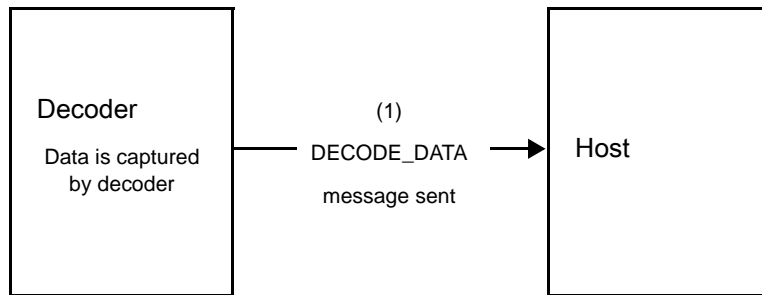 Decoder
Data is captured
by decoder
(1)
DECODE_DATA
message sent
Host